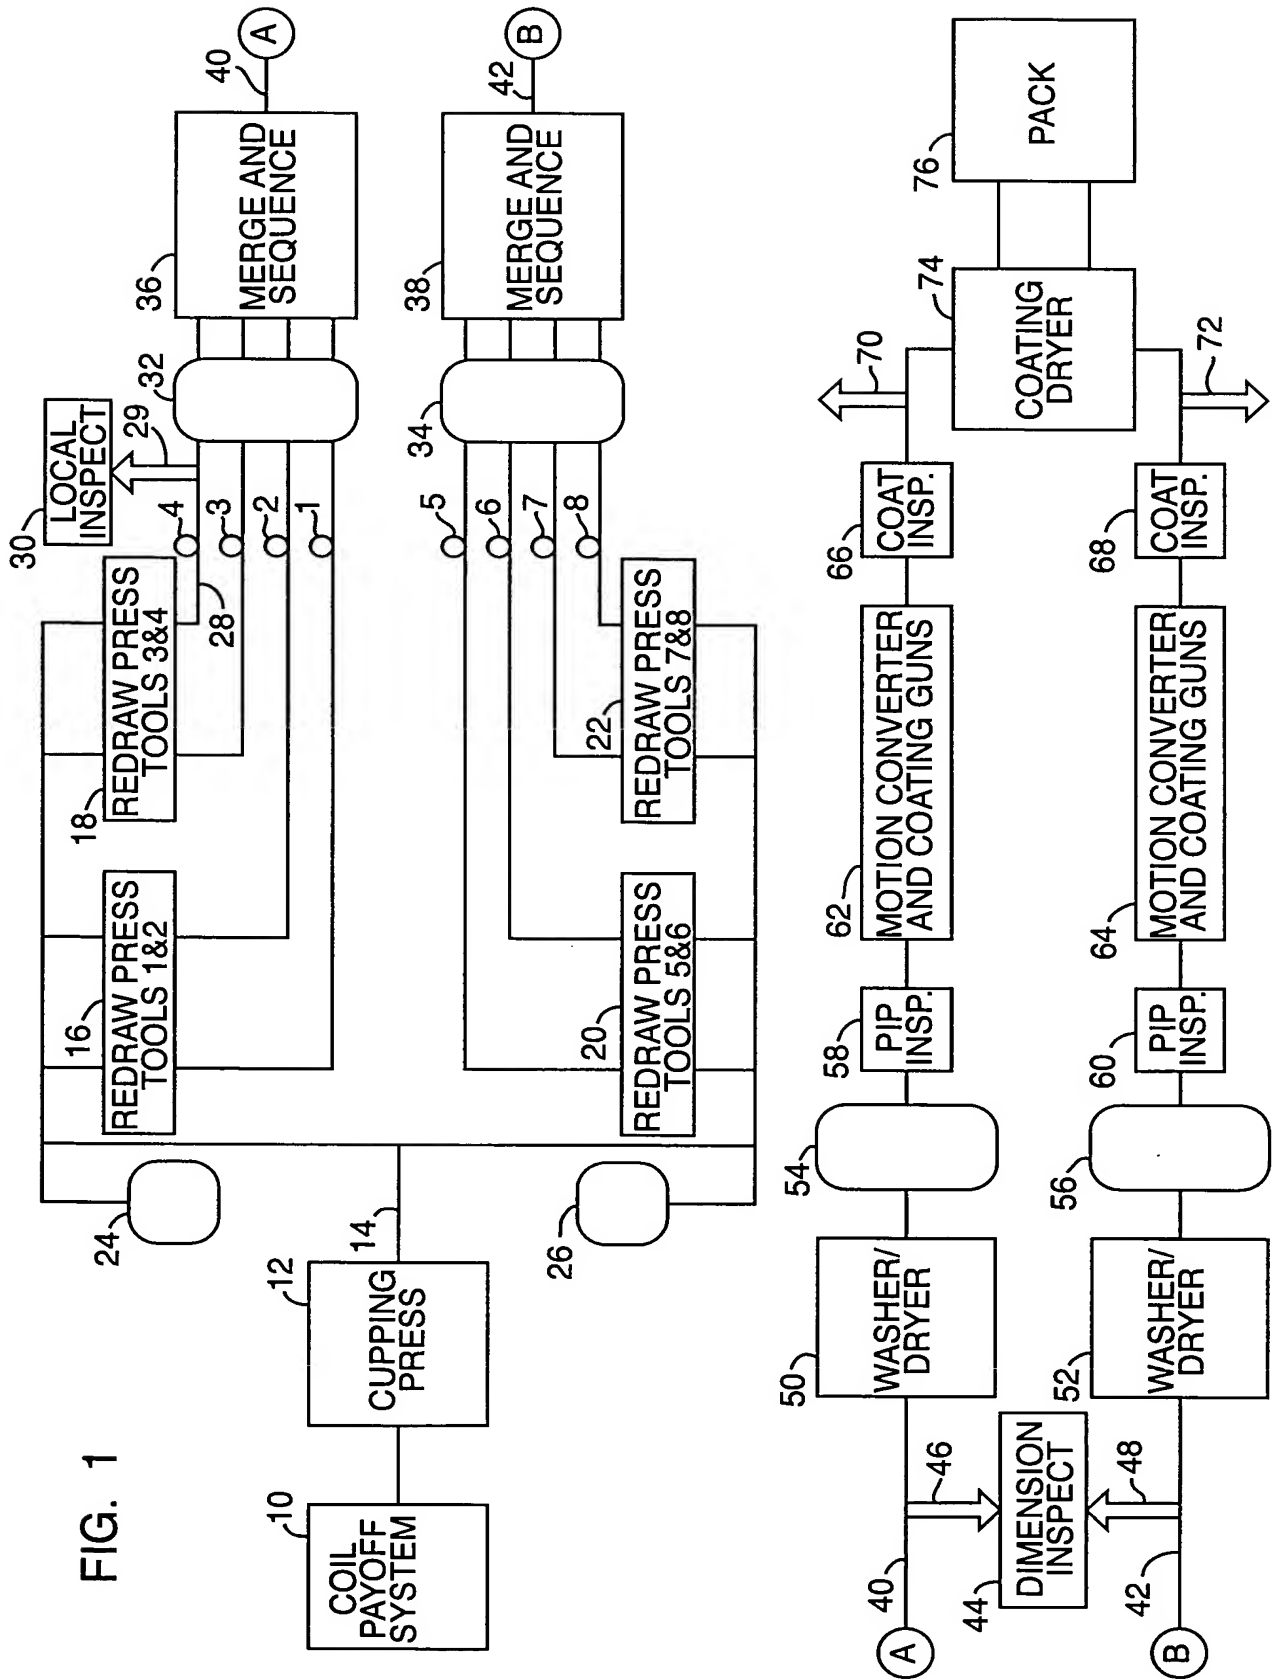 FIG. 1
COIL
PAYOFF
SYSTEM
10
CUPPING
PRESS
12
14
24
26
REDRAW PRESS
TOOLS 1&2
16
REDRAW PRESS
TOOLS 3&4
18
REDRAW PRESS
TOOLS 5&6
20
REDRAW PRESS
TOOLS 7&8
22
28
4
3
2
1
5
6
7
8
LOCAL
INSPECT
30
29
32
34
MERGE AND
SEQUENCE
36
MERGE AND
SEQUENCE
38
40
A
42
B
A
40
B
42
DIMENSION
INSPECT
44
46
48
WASHER/
DRYER
50
WASHER/
DRYER
52
54
56
PIP
INSP.
58
PIP
INSP.
60
MOTION CONVERTER
AND COATING GUNS
62
MOTION CONVERTER
AND COATING GUNS
64
COAT
INSP.
66
COAT
INSP.
68
70
72
COATING
DRYER
74
PACK
76